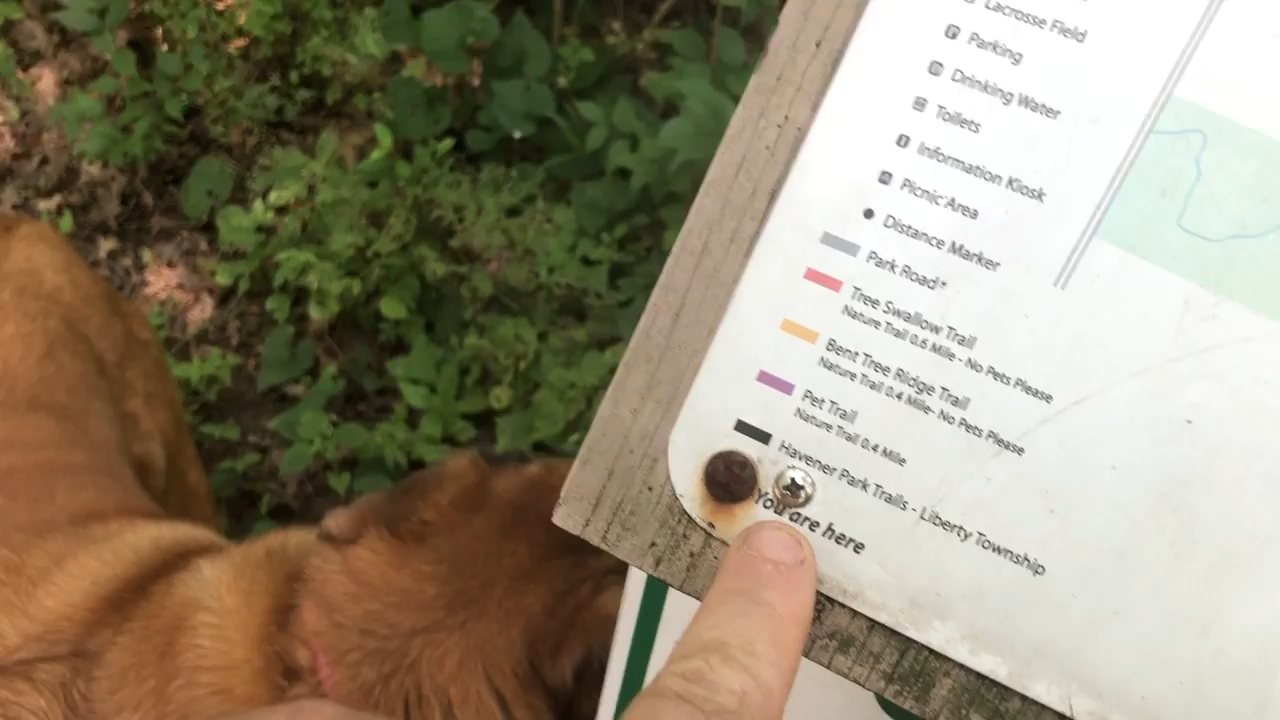 Lacrosse Field
Parking
Drinking Water
Toilets
Information Kiosk
Picnic Area
Distance Marker
Park Road*
Tree Swallow Trail
Nature Trail 0.6 Mile - No Pets Please
Bent Tree Ridge Trail
Nature Trail 0.4 Mile- No Pets Please
Pet Trail
Nature Trail 0.4 Mile
Havener Park Trails - Liberty Township
You are here